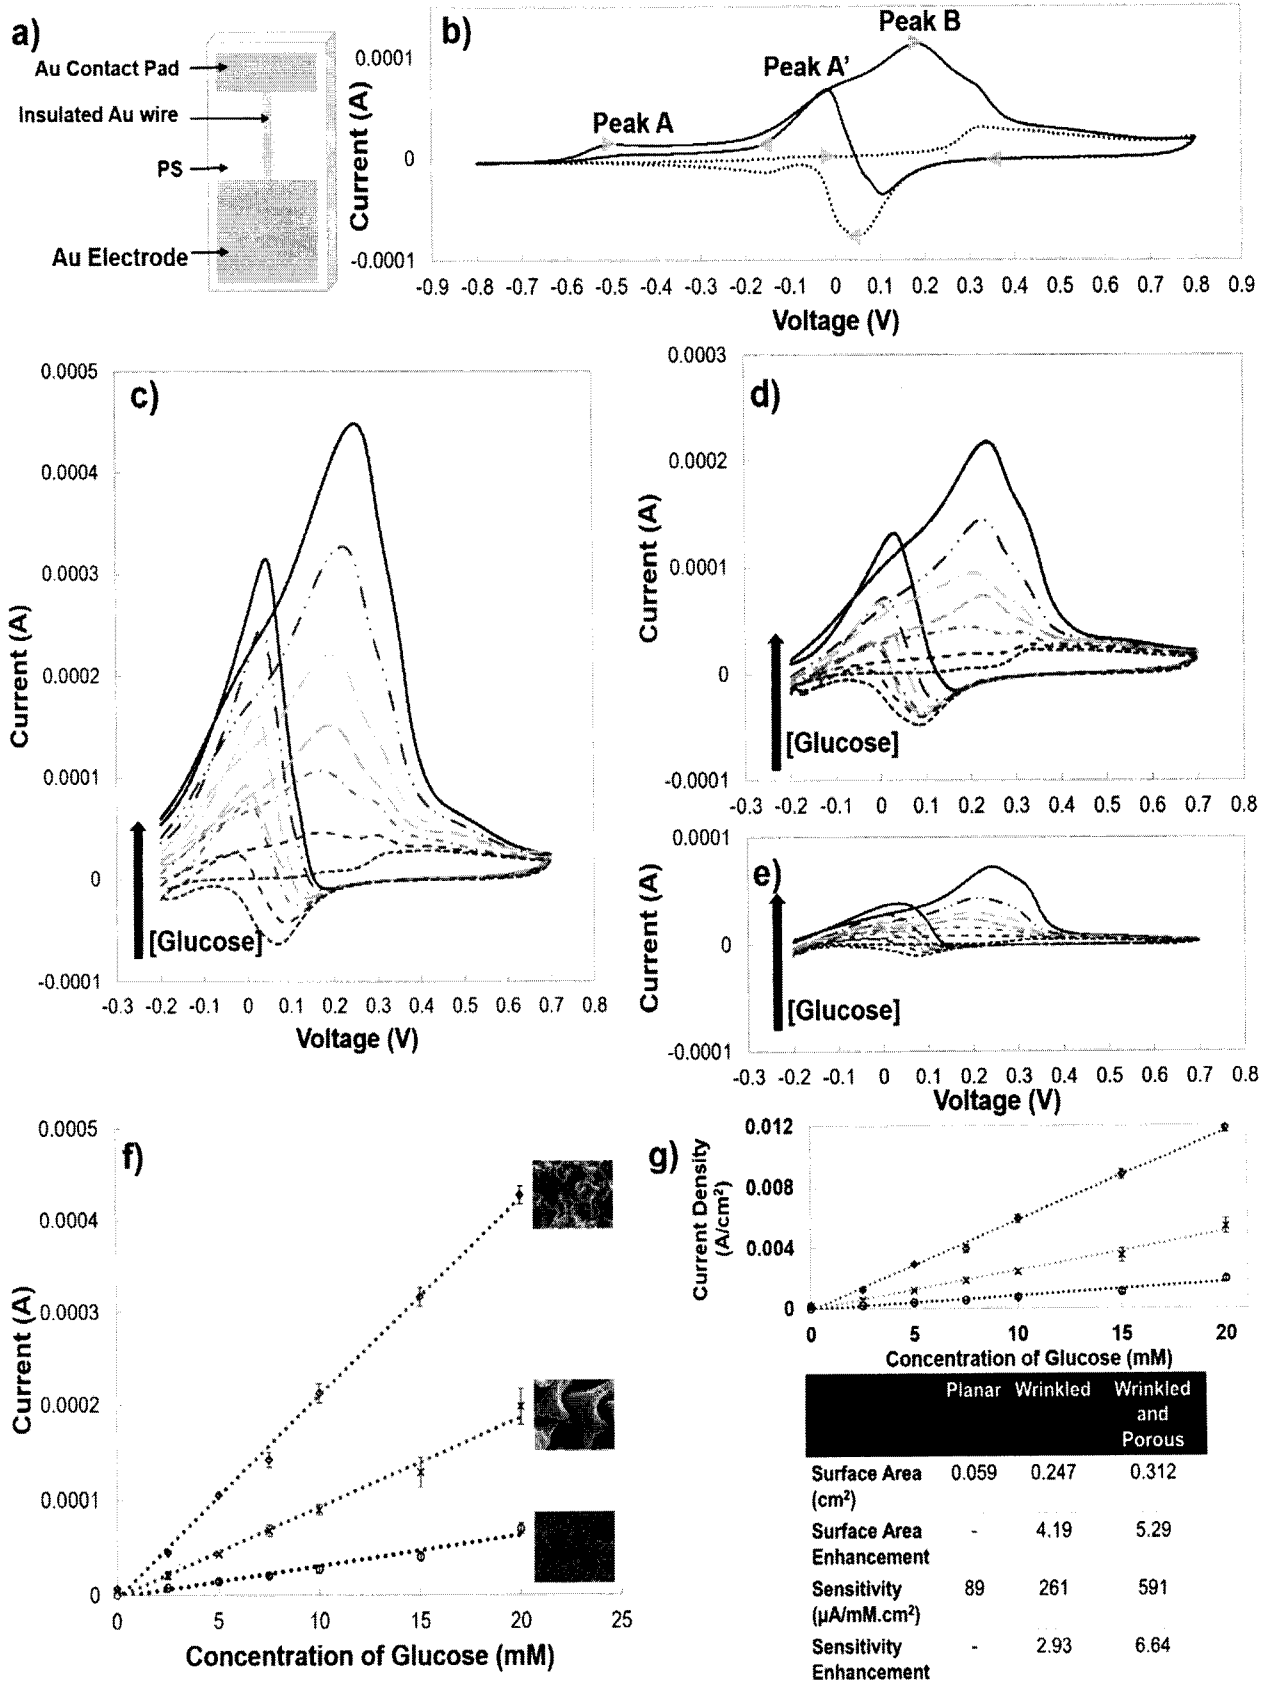 a)
Au Contact Pad
Insulated Au wire
PS
Au Electrode
b)
Peak B
Peak A'
Peak A
Current (A)
0.0001
0
-0.0001
-0.9 -0.8 -0.7 -0.6 -0.5 -0.4 -0.3 -0.2 -0.1 0 0.1 0.2 0.3 0.4 0.5 0.6 0.7 0.8 0.9
Voltage (V)
c)
Current (A)
0.0005
0.0004
0.0003
0.0002
0.0001
0
-0.0001
[Glucose]
-0.3 -0.2 -0.1 0 0.1 0.2 0.3 0.4 0.5 0.6 0.7 0.8
Voltage (V)
d)
Current (A)
0.0003
0.0002
0.0001
0
-0.0001
[Glucose]
-0.3 -0.2 -0.1 0 0.1 0.2 0.3 0.4 0.5 0.6 0.7 0.8
e)
Current (A)
0.0001
0
-0.0001
[Glucose]
-0.3 -0.2 -0.1 0 0.1 0.2 0.3 0.4 0.5 0.6 0.7 0.8
Voltage (V)
f)
Current (A)
0.0005
0.0004
0.0003
0.0002
0.0001
0
0 5 10 15 20 25
Concentration of Glucose (mM)
g)
Current Density
(A/cm²)
0.012
0.008
0.004
0
0 5 10 15 20
Concentration of Glucose (mM)
Planar Wrinkled Wrinkled
and
Porous
Surface Area 0.059 0.247 0.312
(cm²)
Surface Area - 4.19 5.29
Enhancement
Sensitivity 89 261 591
(µA/mM.cm²)
Sensitivity - 2.93 6.64
Enhancement